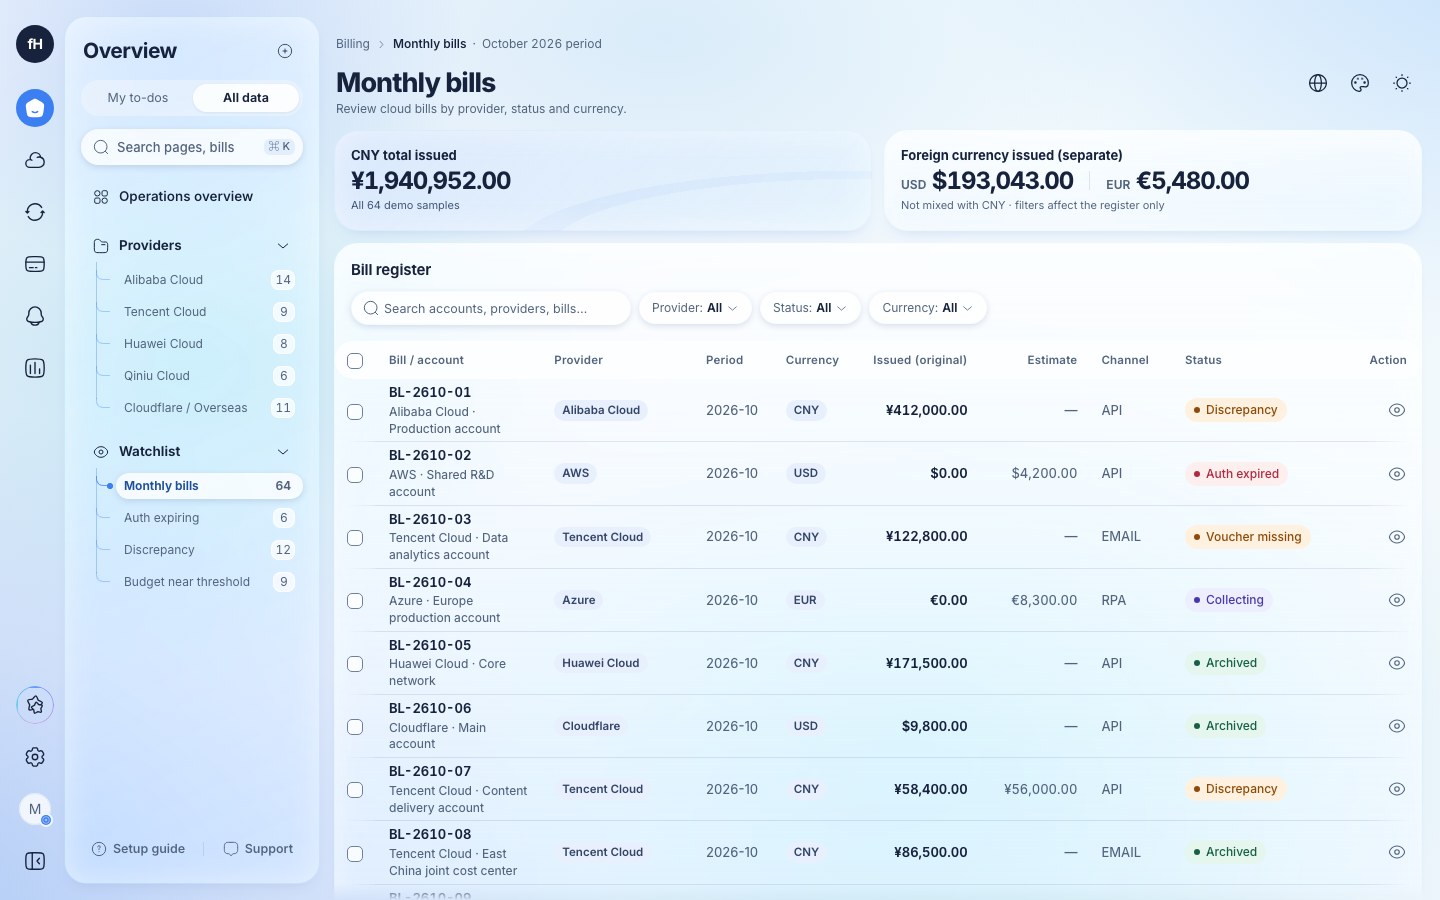 fH
Overview
My to-dos
All data
Search pages, bills
⌘ K
Operations overview
Providers
Alibaba Cloud 14
Tencent Cloud 9
Huawei Cloud 8
Qiniu Cloud 6
Cloudflare / Overseas 11
Watchlist
Monthly bills 64
Auth expiring 6
Discrepancy 12
Budget near threshold 9
M
Setup guide
Support
Billing > Monthly bills · October 2026 period
Monthly bills
Review cloud bills by provider, status and currency.
CNY total issued
¥1,940,952.00
All 64 demo samples
Foreign currency issued (separate)
USD $193,043.00 EUR €5,480.00
Not mixed with CNY · filters affect the register only
Bill register
Search accounts, providers, bills...
Provider: All
Status: All
Currency: All
Bill / account Provider Period Currency Issued (original) Estimate Channel Status Action
BL-2610-01
Alibaba Cloud ·
Production account
Alibaba Cloud 2026-10 CNY ¥412,000.00 — API Discrepancy
BL-2610-02
AWS · Shared R&D
account
AWS 2026-10 USD $0.00 $4,200.00 API Auth expired
BL-2610-03
Tencent Cloud · Data
analytics account
Tencent Cloud 2026-10 CNY ¥122,800.00 — EMAIL Voucher missing
BL-2610-04
Azure · Europe
production account
Azure 2026-10 EUR €0.00 €8,300.00 RPA Collecting
BL-2610-05
Huawei Cloud · Core
network
Huawei Cloud 2026-10 CNY ¥171,500.00 — API Archived
BL-2610-06
Cloudflare · Main
account
Cloudflare 2026-10 USD $9,800.00 — API Archived
BL-2610-07
Tencent Cloud · Content
delivery account
Tencent Cloud 2026-10 CNY ¥58,400.00 ¥56,000.00 API Discrepancy
BL-2610-08
Tencent Cloud · East
China joint cost center
Tencent Cloud 2026-10 CNY ¥86,500.00 — EMAIL Archived
BL-2610-09